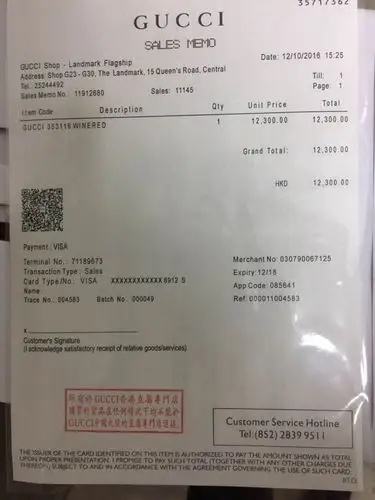 35717362
GUCCI
SALES MEMO
GUCCI Shop - Landmark Flagship
Date: 12/10/2016 15:25
Address: Shop G23 - G30, The Landmark, 15 Queen's Road, Central
Tel. 25244492
Till: 1
Sales Memo No. 11912680
Sales: 11145
Page: 1
Item Code Description Qty Unit Price Total
GUCCI 353116 WINERED 1 12,300.00 12,300.00
Grand Total: 12,300.00
HKD 12,300.00
Payment : VISA
Terminal No.: 71189673
Merchant No: 030790067125
Transaction Type : Sales
Expiry: 12/18
Card Type/No.: VISA XXXXXXXXXXXX6912 S
App Code: 085641
Name
Trace No.: 004583 Batch No. 000049
Ref: 000011004583
x
Customer's Signature
(I acknowledge satisfactory receipt of relative goods/services)
GUCCI
GUCCI
Customer Service Hotline
Tel:(852) 2839 9511
THE ISSUER OF THE CARD IDENTIFIED ON THIS ITEM IS AUTHORIZED TO PAY THE AMOUNT SHOWN AS TOTAL
UPON PROPER PRESENTATION. I PROMISE TO PAY SUCH TOTAL (TOGETHER WITH ANY OTHER CHARGES DUE
THEREON) SUBJECT TO AND IN ACCORDANCE WITH THE AGREEMENT GOVERNING THE USE OF SUCH CARD.
P.T.O.